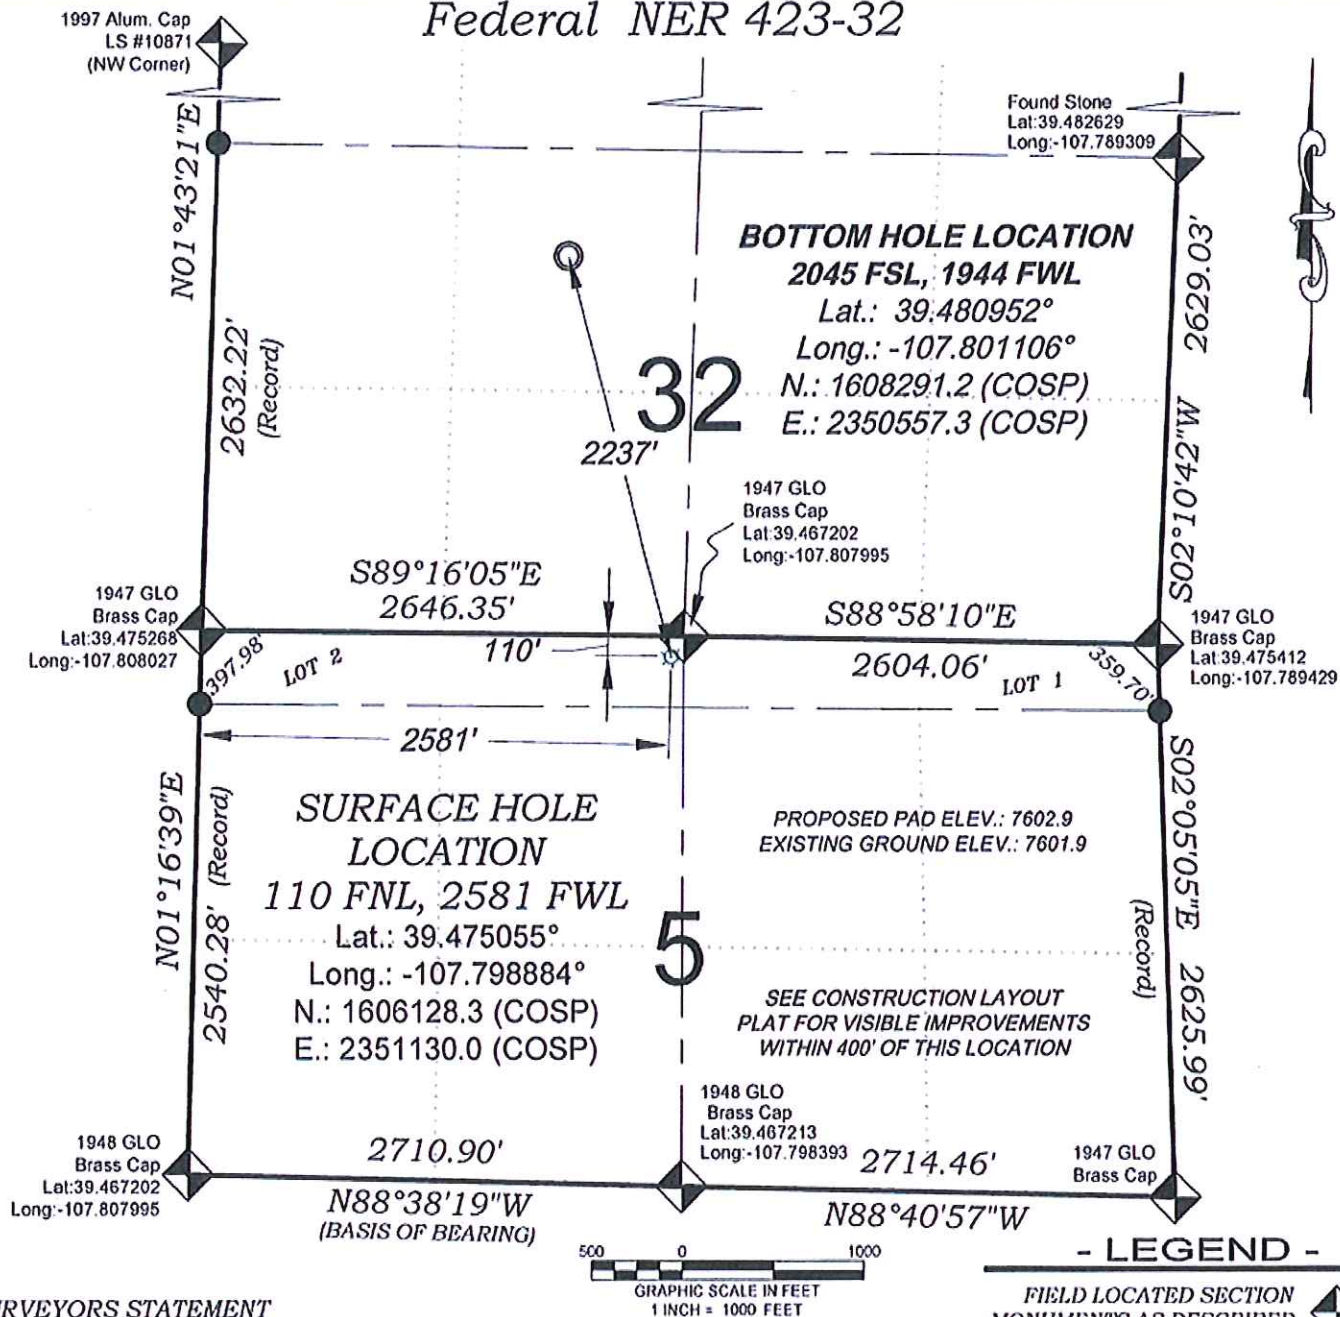 Federal NER 423-32
1997 Alum. Cap
LS #10871
(NW Corner)
Found Stone
Lat:39.482629
Long:-107.789309
N01°43'21"E
2632.22'
(Record)
BOTTOM HOLE LOCATION
2045 FSL, 1944 FWL
Lat.: 39.480952°
Long.: -107.801106°
N.: 1608291.2 (COSP)
E.: 2350557.3 (COSP)
2629.03'
S02°10'42"W
32
2237'
1947 GLO
Brass Cap
Lat:39.467202
Long:-107.807995
S89°16'05"E
2646.35'
S88°58'10"E
2604.06'
1947 GLO
Brass Cap
Lat:39.475268
Long:-107.808027
1947 GLO
Brass Cap
Lat:39.475412
Long:-107.789429
397.98'
LOT 2
110'
LOT 1
359.70'
2581'
N01°16'39"E
2540.28' (Record)
SURFACE HOLE
LOCATION
110 FNL, 2581 FWL
Lat.: 39.475055°
Long.: -107.798884°
N.: 1606128.3 (COSP)
E.: 2351130.0 (COSP)
PROPOSED PAD ELEV.: 7602.9
EXISTING GROUND ELEV.: 7601.9
5
S02°05'05"E 2625.99'
(Record)
SEE CONSTRUCTION LAYOUT
PLAT FOR VISIBLE IMPROVEMENTS
WITHIN 400' OF THIS LOCATION
1948 GLO
Brass Cap
Lat:39.467202
Long:-107.807995
1948 GLO
Brass Cap
Lat:39.467213
Long:-107.798393
1947 GLO
Brass Cap
2710.90'
N88°38'19"W
(BASIS OF BEARING)
2714.46'
N88°40'57"W
500 0 1000
GRAPHIC SCALE IN FEET
1 INCH = 1000 FEET
- LEGEND -
FIELD LOCATED SECTION
MONUMENTS AS DESCRIBED
RVEYORS STATEMENT